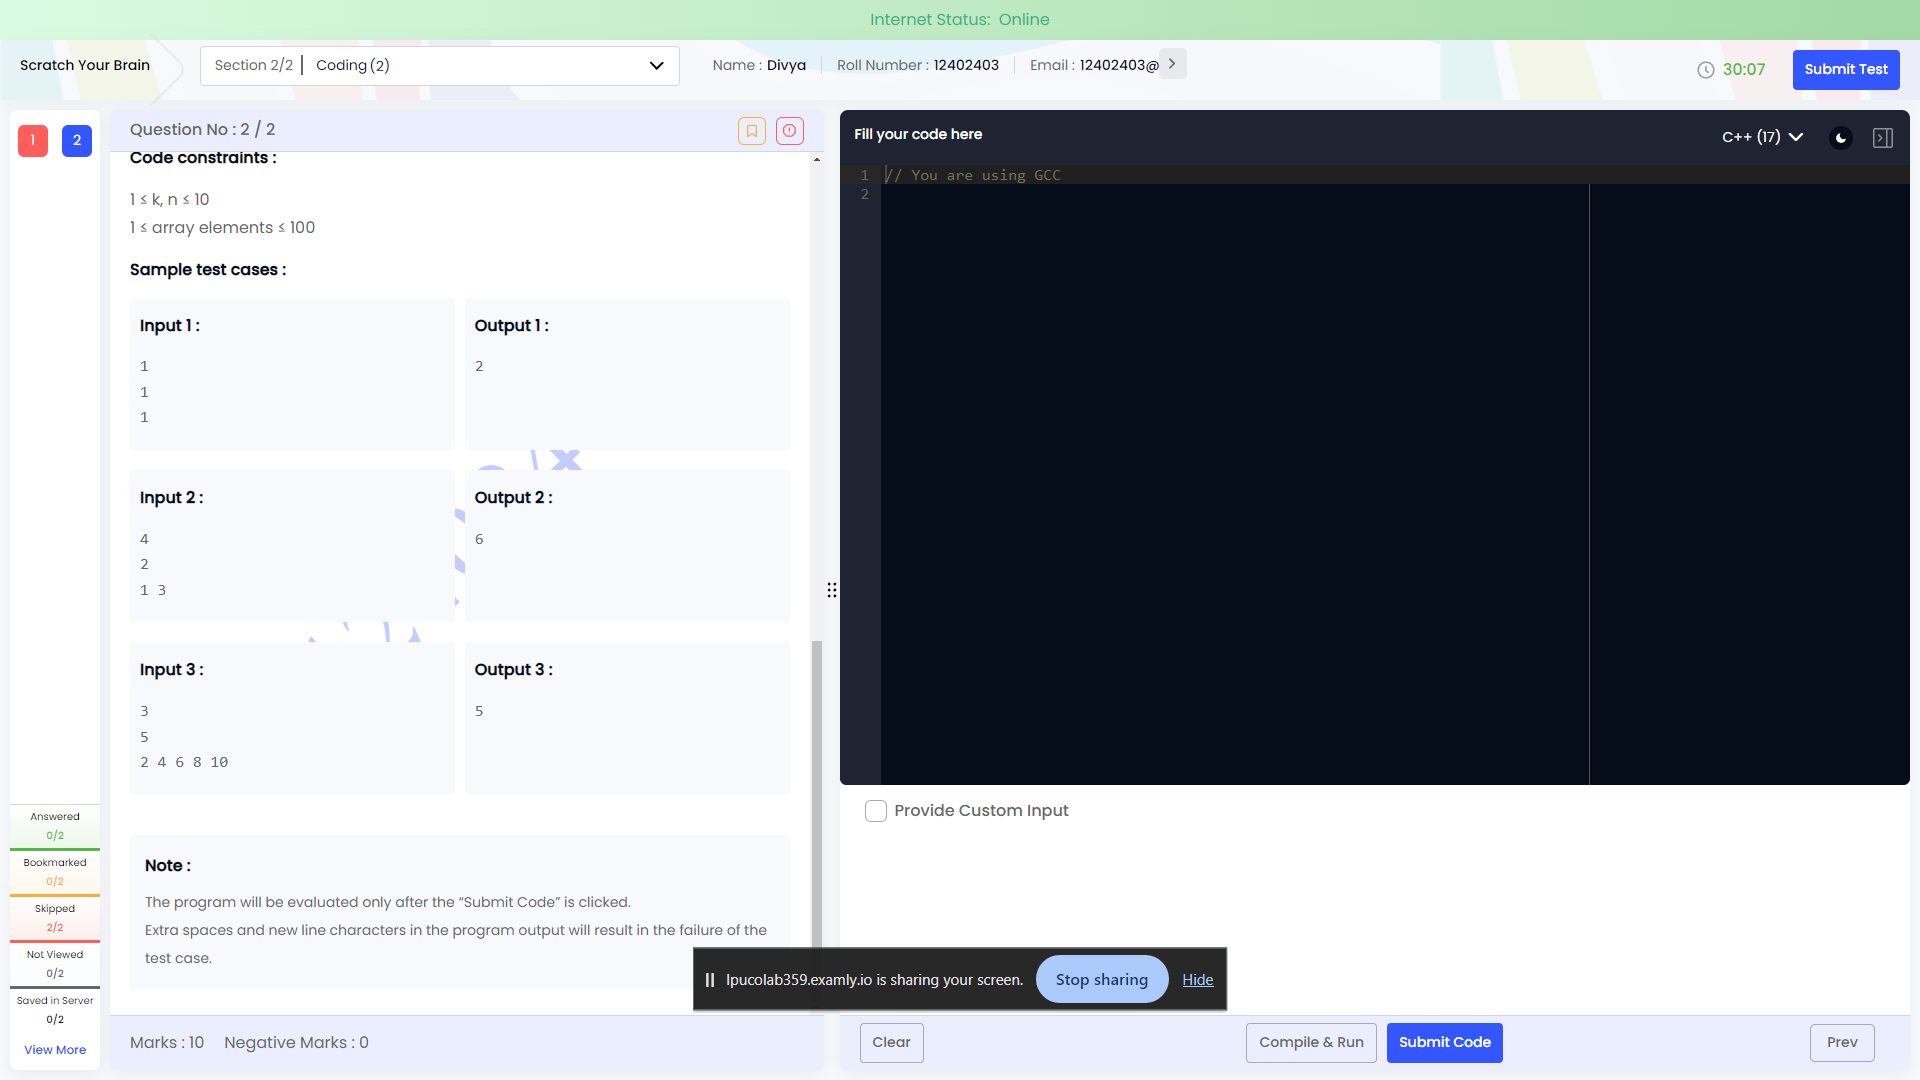 Internet Status: Online
Scratch Your Brain
Section 2/2 | Coding (2)
Name : Divya
Roll Number : 12402403
Email : 12402403@
30:07
Submit Test
1
2
Question No : 2 / 2
Code constraints :
1 ≤ k, n ≤ 10
1 ≤ array elements ≤ 100
Sample test cases :
Input 1 :
1
1
1
Output 1 :
2
Input 2 :
4
2
1 3
Output 2 :
6
Input 3 :
3
5
2 4 6 8 10
Output 3 :
5
Note :
The program will be evaluated only after the “Submit Code” is clicked.
Extra spaces and new line characters in the program output will result in the failure of the
test case.
Marks : 10
Negative Marks : 0
Answered
0/2
Bookmarked
0/2
Skipped
2/2
Not Viewed
0/2
Saved in Server
0/2
View More
Fill your code here
C++ (17)
1
// You are using GCC
2
Provide Custom Input
lpucolab359.examly.io is sharing your screen.
Stop sharing
Hide
Clear
Compile & Run
Submit Code
Prev